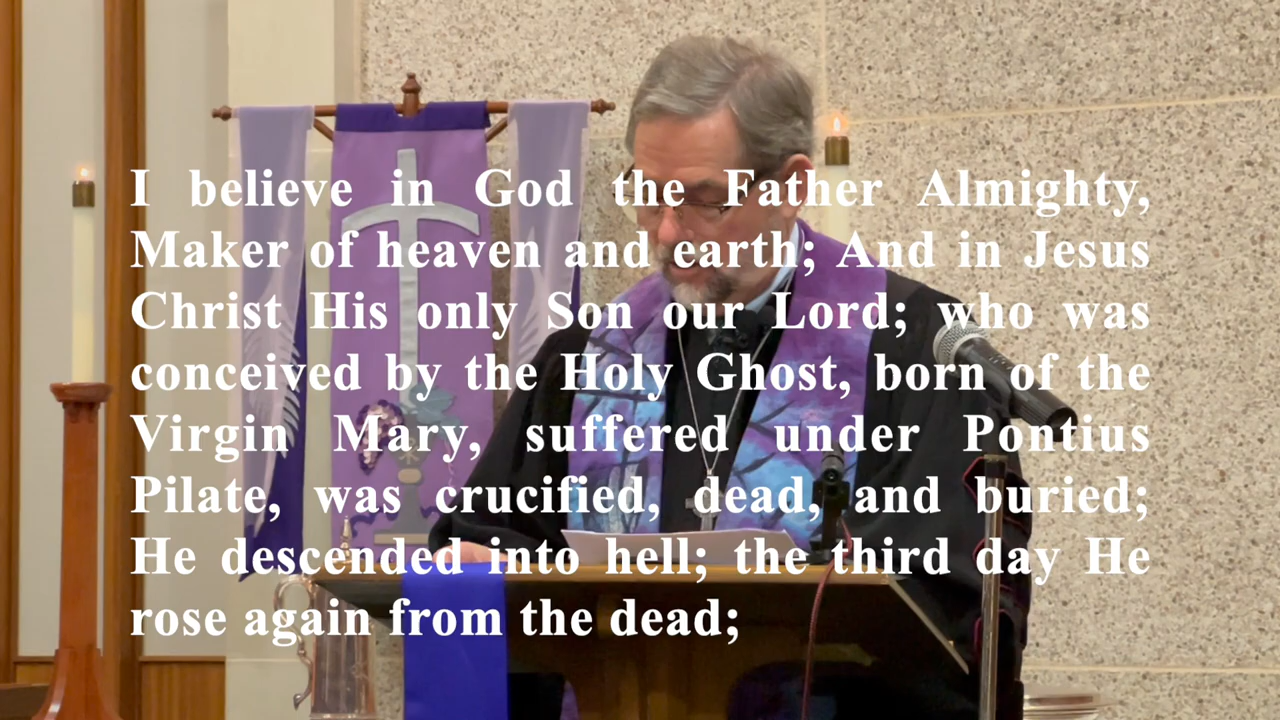 I believe in God the Father Almighty,
Maker of heaven and earth; And in Jesus
Christ His only Son our Lord; who was
conceived by the Holy Ghost, born of the
Virgin Mary, suffered under Pontius
Pilate, was crucified, dead, and buried;
He descended into hell; the third day He
rose again from the dead;